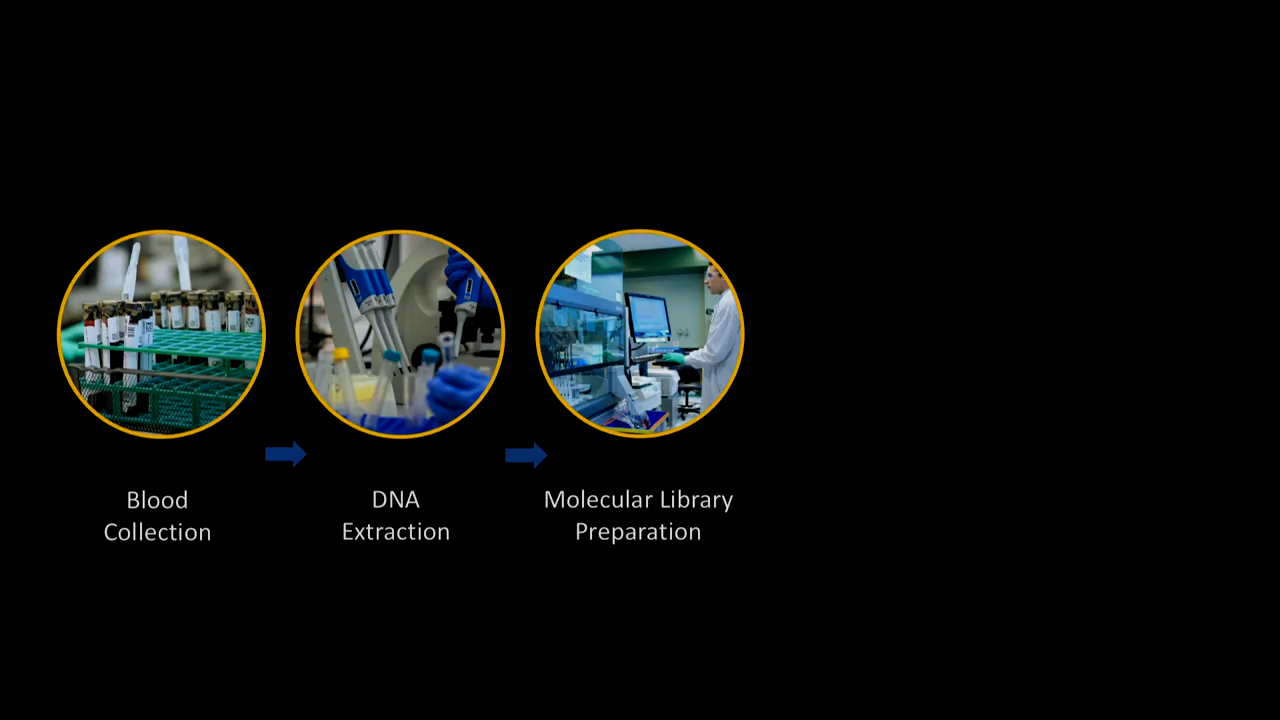 Blood
Collection
DNA
Extraction
Molecular Library
Preparation